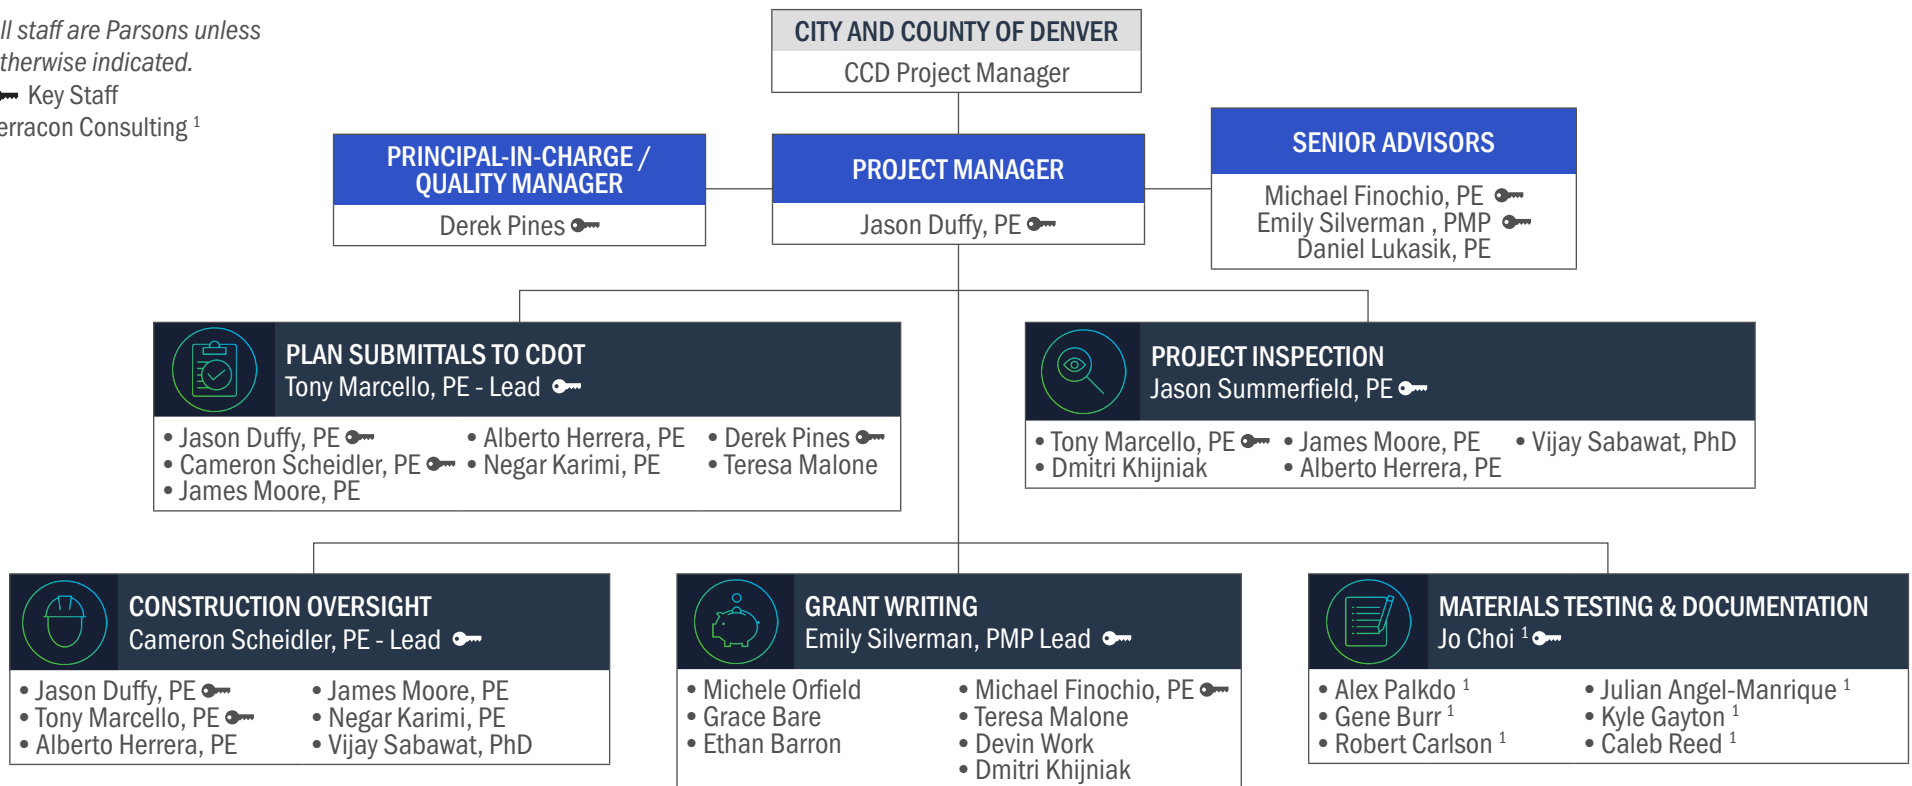 ll staff are Parsons unless
therwise indicated.
Key Staff
erracon Consulting ¹
CITY AND COUNTY OF DENVER
CCD Project Manager
PRINCIPAL-IN-CHARGE /
QUALITY MANAGER
Derek Pines
PROJECT MANAGER
Jason Duffy, PE
SENIOR ADVISORS
Michael Finochio, PE
Emily Silverman , PMP
Daniel Lukasik, PE
PLAN SUBMITTALS TO CDOT
Tony Marcello, PE - Lead
• Jason Duffy, PE
• Cameron Scheidler, PE
• James Moore, PE
• Alberto Herrera, PE
• Negar Karimi, PE
• Derek Pines
• Teresa Malone
PROJECT INSPECTION
Jason Summerfield, PE
• Tony Marcello, PE
• Dmitri Khijniak
• James Moore, PE
• Alberto Herrera, PE
• Vijay Sabawat, PhD
CONSTRUCTION OVERSIGHT
Cameron Scheidler, PE - Lead
• Jason Duffy, PE
• Tony Marcello, PE
• Alberto Herrera, PE
• James Moore, PE
• Negar Karimi, PE
• Vijay Sabawat, PhD
GRANT WRITING
Emily Silverman, PMP Lead
• Michele Orfield
• Grace Bare
• Ethan Barron
• Michael Finochio, PE
• Teresa Malone
• Devin Work
• Dmitri Khijniak
MATERIALS TESTING & DOCUMENTATION
Jo Choi ¹
• Alex Palkdo ¹
• Gene Burr ¹
• Robert Carlson ¹
• Julian Angel-Manrique ¹
• Kyle Gayton ¹
• Caleb Reed ¹